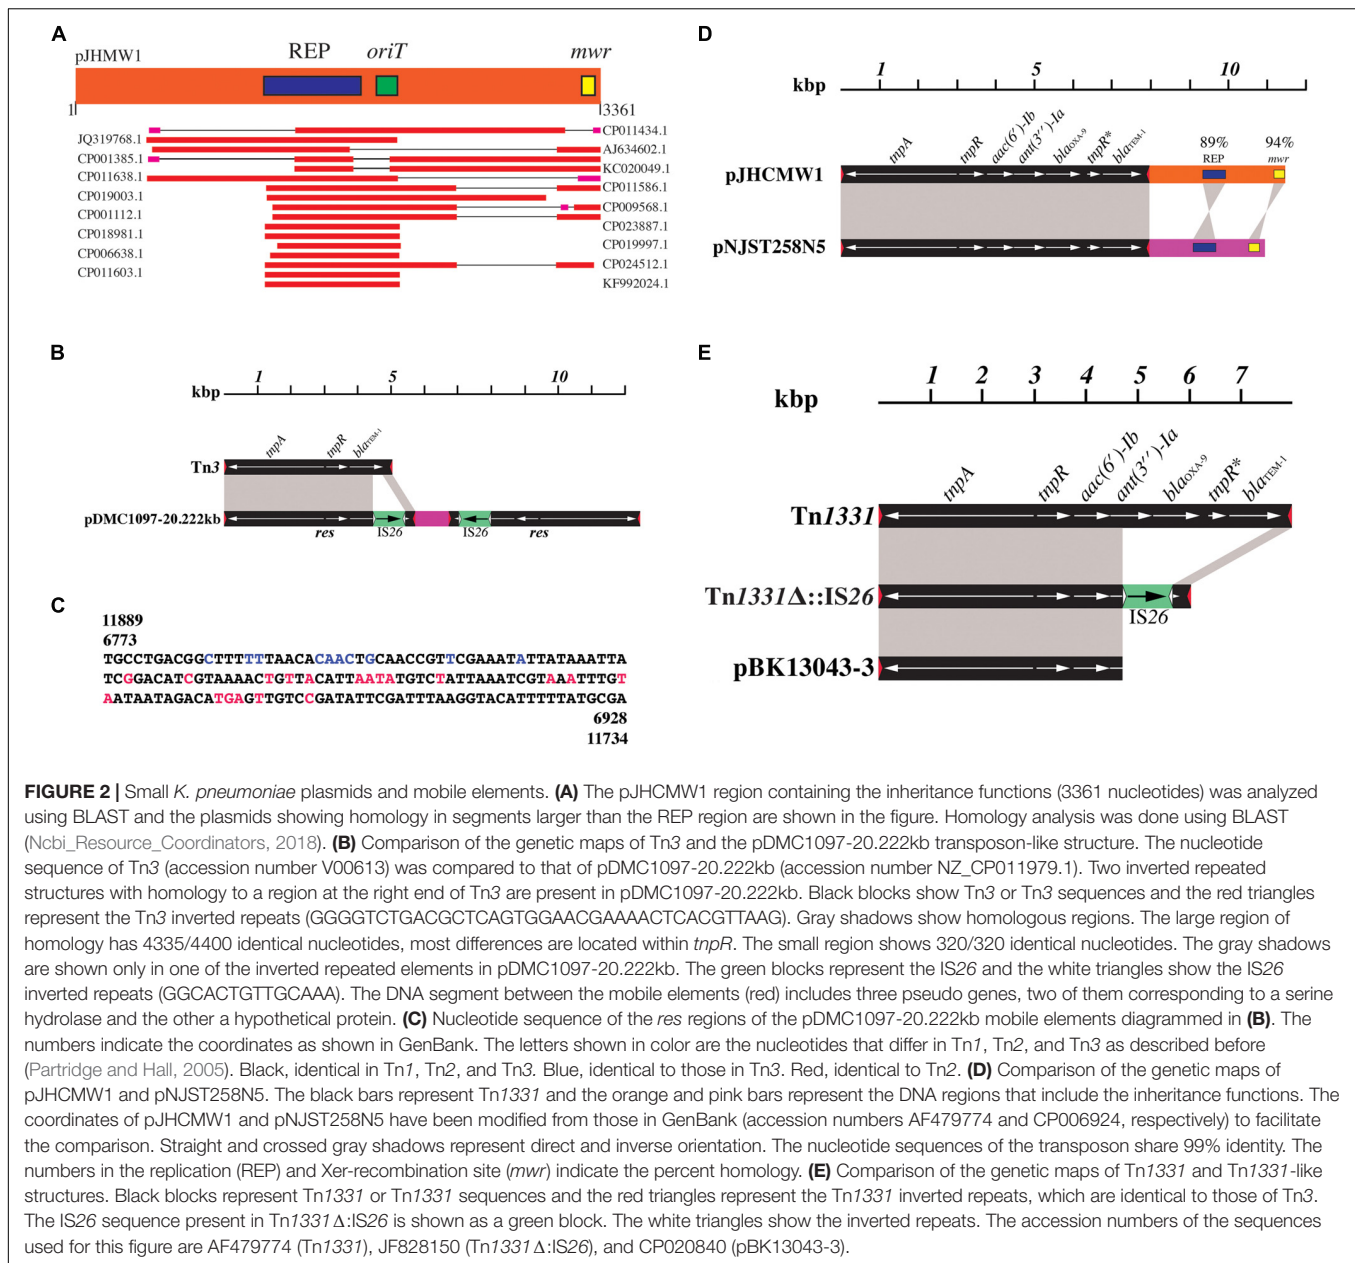 A
pJHMW1
REP
oriT
mwr
1
3361
CP011434.1
JQ319768.1
AJ634602.1
CP001385.1
KC020049.1
CP011638.1
CP011586.1
CP019003.1
CP009568.1
CP001112.1
CP023887.1
CP018981.1
CP019997.1
CP006638.1
CP024512.1
CP011603.1
KF992024.1
B
kbp
1
5
10
tnpA
tnpR
blaTEM-1
Tn3
pDMC1097-20.222kb
res
IS26
IS26
res
C
11889
6773
TGCCTGACGGCTTTTTTAACACAACTGCAACCGTTCGAAATATTATAAATTA
TCGGACATCGTAAAACTGTTACATTAATATGTCTATTAAATCGTAAATTTGT
AATAATAGACATGAGTTGTCCGATATTCGATTTAAGGTACATTTTTATGCGA
6928
11734
D
kbp
1
5
10
tnpA
tnpR
aac(6′)-Ib
ant(3′′)-Ia
blaOXA-9
tnpR*
blaTEM-1
89%
REP
94%
mwr
pJHCMW1
pNJST258N5
E
kbp
1 2 3 4 5 6 7
tnpA
tnpR
aac(6′)-Ib
ant(3′′)-Ia
blaOXA-9
tnpR*
blaTEM-1
Tn1331
Tn1331Δ::IS26
IS26
pBK13043-3
FIGURE 2 | Small K. pneumoniae plasmids and mobile elements. (A) The pJHCMW1 region containing the inheritance functions (3361 nucleotides) was analyzed
using BLAST and the plasmids showing homology in segments larger than the REP region are shown in the figure. Homology analysis was done using BLAST
(Ncbi_Resource_Coordinators, 2018). (B) Comparison of the genetic maps of Tn3 and the pDMC1097-20.222kb transposon-like structure. The nucleotide
sequence of Tn3 (accession number V00613) was compared to that of pDMC1097-20.222kb (accession number NZ_CP011979.1). Two inverted repeated
structures with homology to a region at the right end of Tn3 are present in pDMC1097-20.222kb. Black blocks show Tn3 or Tn3 sequences and the red triangles
represent the Tn3 inverted repeats (GGGGTCTGACGCTCAGTGGAACGAAAACTCACGTTAAG). Gray shadows show homologous regions. The large region of
homology has 4335/4400 identical nucleotides, most differences are located within tnpR. The small region shows 320/320 identical nucleotides. The gray shadows
are shown only in one of the inverted repeated elements in pDMC1097-20.222kb. The green blocks represent the IS26 and the white triangles show the IS26
inverted repeats (GGCACTGTTGCAAA). The DNA segment between the mobile elements (red) includes three pseudo genes, two of them corresponding to a serine
hydrolase and the other a hypothetical protein. (C) Nucleotide sequence of the res regions of the pDMC1097-20.222kb mobile elements diagrammed in (B). The
numbers indicate the coordinates as shown in GenBank. The letters shown in color are the nucleotides that differ in Tn1, Tn2, and Tn3 as described before
(Partridge and Hall, 2005). Black, identical in Tn1, Tn2, and Tn3. Blue, identical to those in Tn3. Red, identical to Tn2. (D) Comparison of the genetic maps of
pJHCMW1 and pNJST258N5. The black bars represent Tn1331 and the orange and pink bars represent the DNA regions that include the inheritance functions. The
coordinates of pJHCMW1 and pNJST258N5 have been modified from those in GenBank (accession numbers AF479774 and CP006924, respectively) to facilitate
the comparison. Straight and crossed gray shadows represent direct and inverse orientation. The nucleotide sequences of the transposon share 99% identity. The
numbers in the replication (REP) and Xer-recombination site (mwr) indicate the percent homology. (E) Comparison of the genetic maps of Tn1331 and Tn1331-like
structures. Black blocks represent Tn1331 or Tn1331 sequences and the red triangles represent the Tn1331 inverted repeats, which are identical to those of Tn3.
The IS26 sequence present in Tn1331Δ:IS26 is shown as a green block. The white triangles show the inverted repeats. The accession numbers of the sequences
used for this figure are AF479774 (Tn1331), JF828150 (Tn1331Δ:IS26), and CP020840 (pBK13043-3).